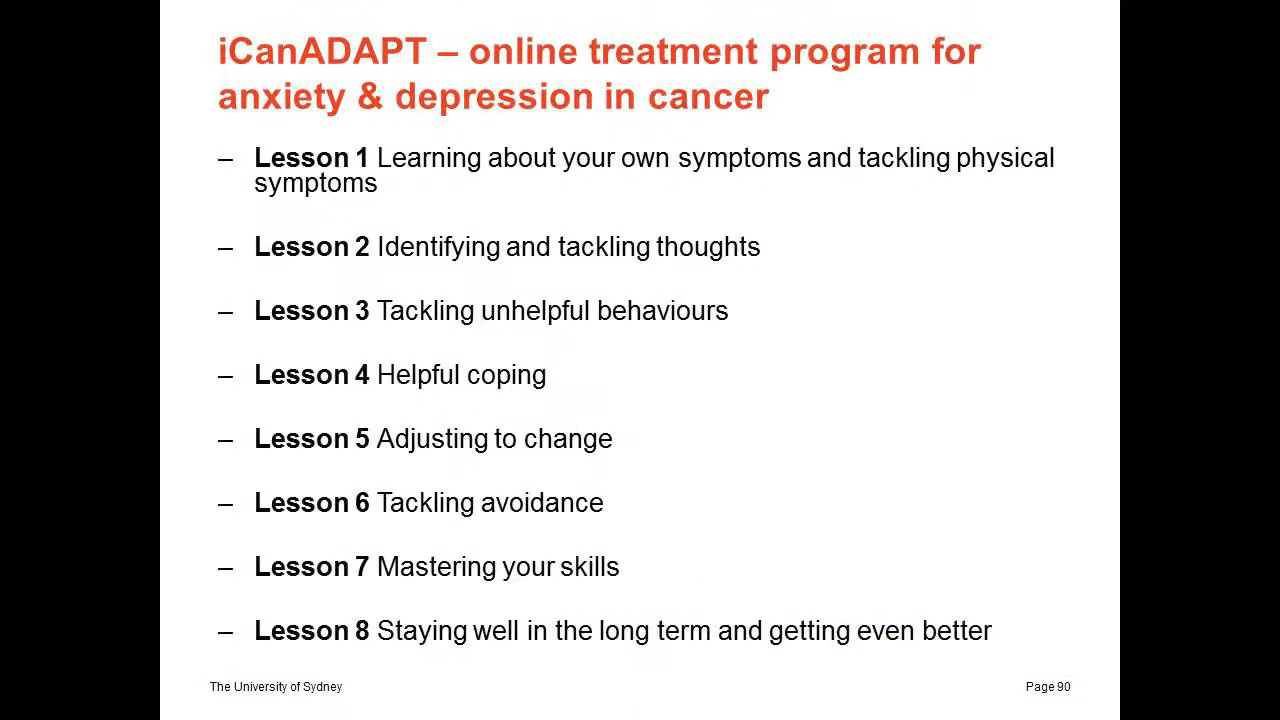 iCanADAPT – online treatment program for
anxiety & depression in cancer
– Lesson 1 Learning about your own symptoms and tackling physical
symptoms
– Lesson 2 Identifying and tackling thoughts
– Lesson 3 Tackling unhelpful behaviours
– Lesson 4 Helpful coping
– Lesson 5 Adjusting to change
– Lesson 6 Tackling avoidance
– Lesson 7 Mastering your skills
– Lesson 8 Staying well in the long term and getting even better
The University of Sydney
Page 90